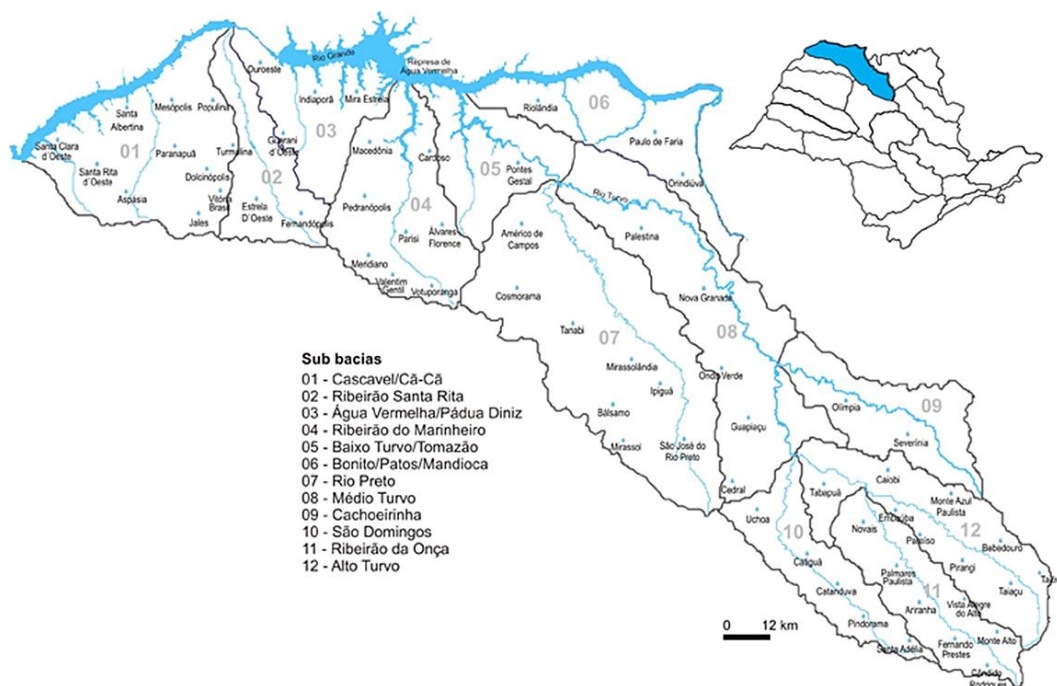 Rio Grande
Represa de
Água Vermelha
Ouroeste
Indiaporã
Mira Estrela
03
Riolândia
06
Paulo de Faria
Orindiúva
Santa
Albertina
Mesópolis
Populina
Santa Clara
d´Oeste
01
Santa Rita
d´Oeste
Paranapuã
Aspásia
Dolcinópolis
Vitória
Brasil
Jales
Turmalina
Guarani
d´Oeste
02
Estrela
D´Oeste
Fernandópolis
Macedônia
Cardoso
05
Pontes
Gestal
Pedranópolis
04
Parisi
Álvares
Florence
Meridiano
Valentim
Gentil
Votuporanga
Rio Turvo
Américo de
Campos
Palestina
Cosmorama
Nova Granada
Tanabi
07
08
Mirassolândia
Ipiguá
Onda Verde
Bálsamo
Guapiaçu
Mirassol
São José do
Rio Preto
Cedral
Olímpia
09
Severínia
Caiobi
Tabapuã
Monte Azul
Paulista
Uchoa
10
Embaúba
Novais
Paraíso
12
Bebedouro
Catiguá
Palmares
Paulista
Pirangi
Taiaçu
11
Catanduva
Ariranha
Vista Alegre
do Alto
Pindorama
Santa Adélia
Fernando
Prestes
Monte Alto
Cândido
Rodrigues
Sub bacias
01 - Cascavel/Cã-Cã
02 - Ribeirão Santa Rita
03 - Água Vermelha/Pádua Diniz
04 - Ribeirão do Marinheiro
05 - Baixo Turvo/Tomazão
06 - Bonito/Patos/Mandioca
07 - Rio Preto
08 - Médio Turvo
09 - Cachoeirinha
10 - São Domingos
11 - Ribeirão da Onça
12 - Alto Turvo
0 12 km